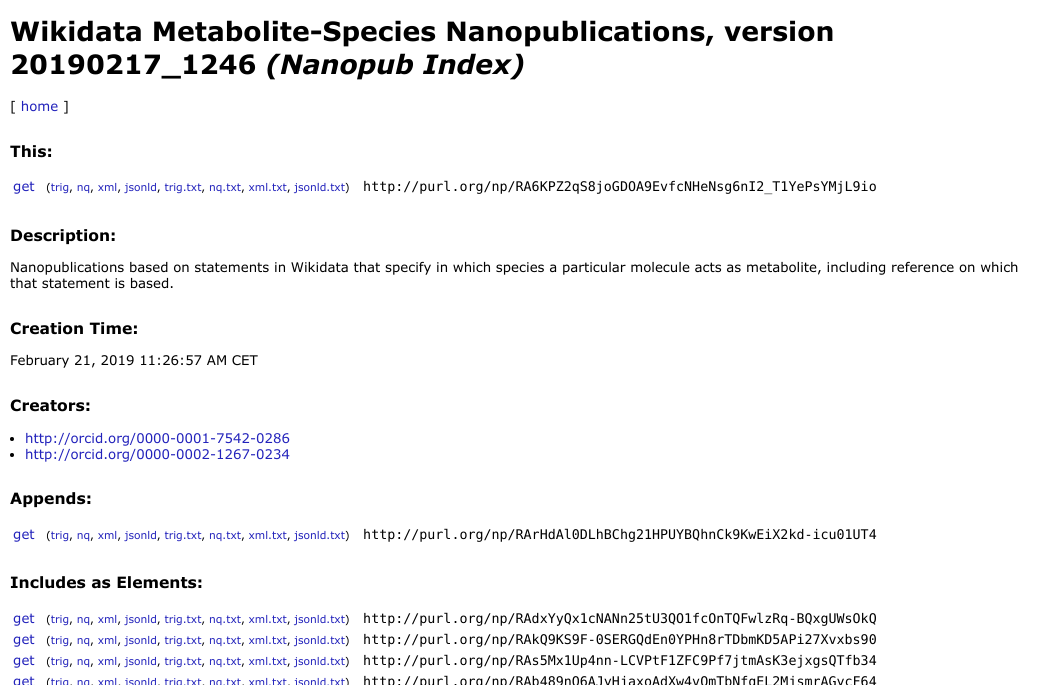 Wikidata Metabolite-Species Nanopublications, version
20190217_1246 (Nanopub Index)
[ home ]
This:
get (trig, nq, xml, jsonld, trig.txt, nq.txt, xml.txt, jsonld.txt) http://purl.org/np/RA6KPZ2qS8joGDOA9EvfcNHeNsg6nI2_T1YePsYMjL9io
Description:
Nanopublications based on statements in Wikidata that specify in which species a particular molecule acts as metabolite, including reference on which
that statement is based.
Creation Time:
February 21, 2019 11:26:57 AM CET
Creators:
• http://orcid.org/0000-0001-7542-0286
• http://orcid.org/0000-0002-1267-0234
Appends:
get (trig, nq, xml, jsonld, trig.txt, nq.txt, xml.txt, jsonld.txt) http://purl.org/np/RArHdAl0DLhBChg21HPUYBQhnCk9KwEiX2kd-icu01UT4
Includes as Elements:
get (trig, nq, xml, jsonld, trig.txt, nq.txt, xml.txt, jsonld.txt) http://purl.org/np/RAdxYyQx1cNANn25tU3QO1fcOnTQFwlzRq-BQxgUWsOkQ
get (trig, nq, xml, jsonld, trig.txt, nq.txt, xml.txt, jsonld.txt) http://purl.org/np/RAkQ9KS9F-0SERGQdEn0YPHn8rTDbmKD5APi27Xvxbs90
get (trig, nq, xml, jsonld, trig.txt, nq.txt, xml.txt, jsonld.txt) http://purl.org/np/RAs5Mx1Up4nn-LCVPtF1ZFC9Pf7jtmAsK3ejxgsQTfb34
get (trig, nq, xml, jsonld, trig.txt, nq.txt, xml.txt, jsonld.txt)